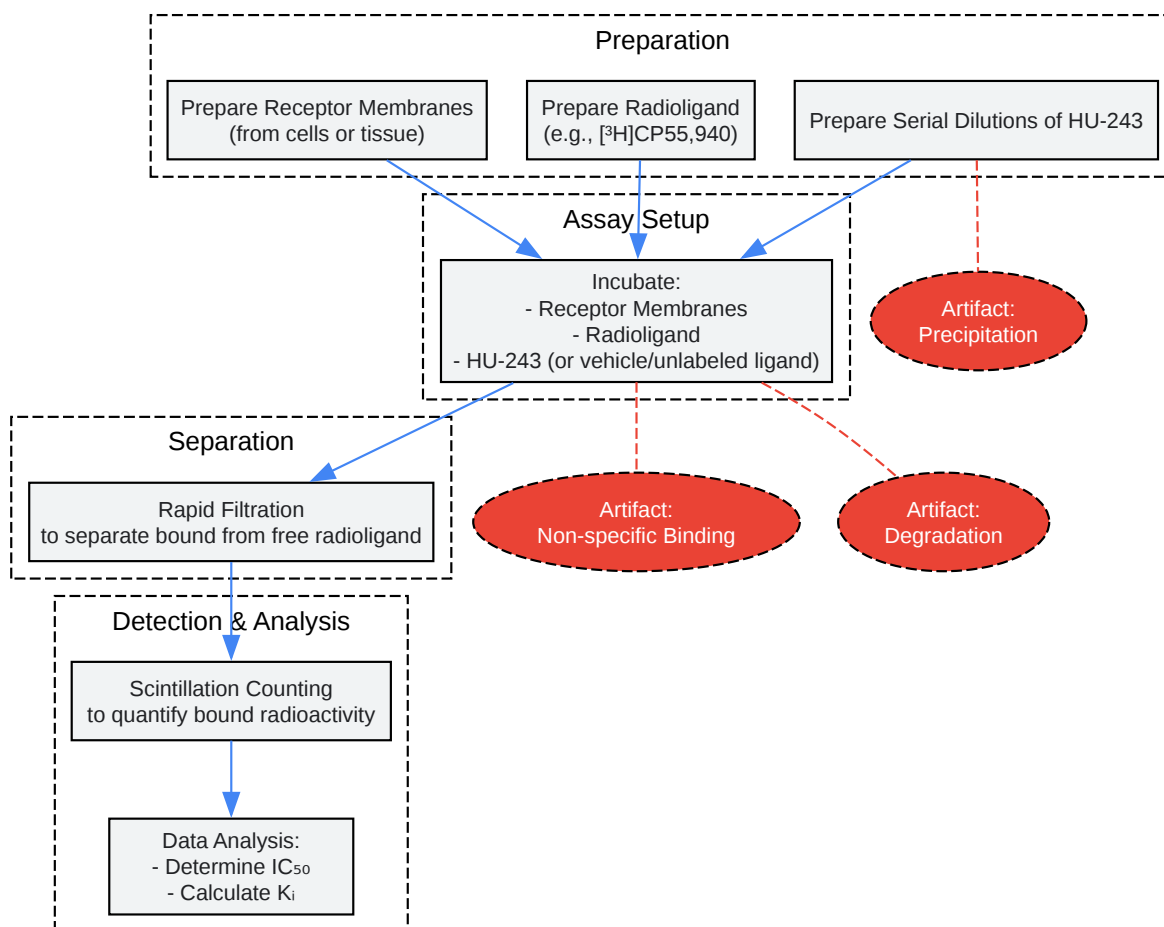 Preparation
Prepare Receptor Membranes
(from cells or tissue)
Prepare Radioligand
(e.g., [³H]CP55,940)
Prepare Serial Dilutions of HU-243
Assay Setup
Incubate:
- Receptor Membranes
- Radioligand
- HU-243 (or vehicle/unlabeled ligand)
Artifact:
Precipitation
Separation
Rapid Filtration
to separate bound from free radioligand
Artifact:
Non-specific Binding
Artifact:
Degradation
Detection & Analysis
Scintillation Counting
to quantify bound radioactivity
Data Analysis:
- Determine IC₅₀
- Calculate Kᵢ